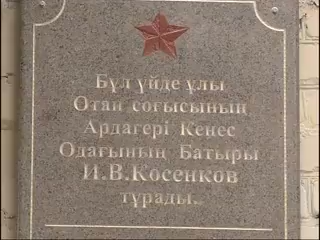 Бұл үйде ұлы
Отан соғысының
Ардагері Кеңес
Одағының Батыры
И.В.Косенков
тұрады..